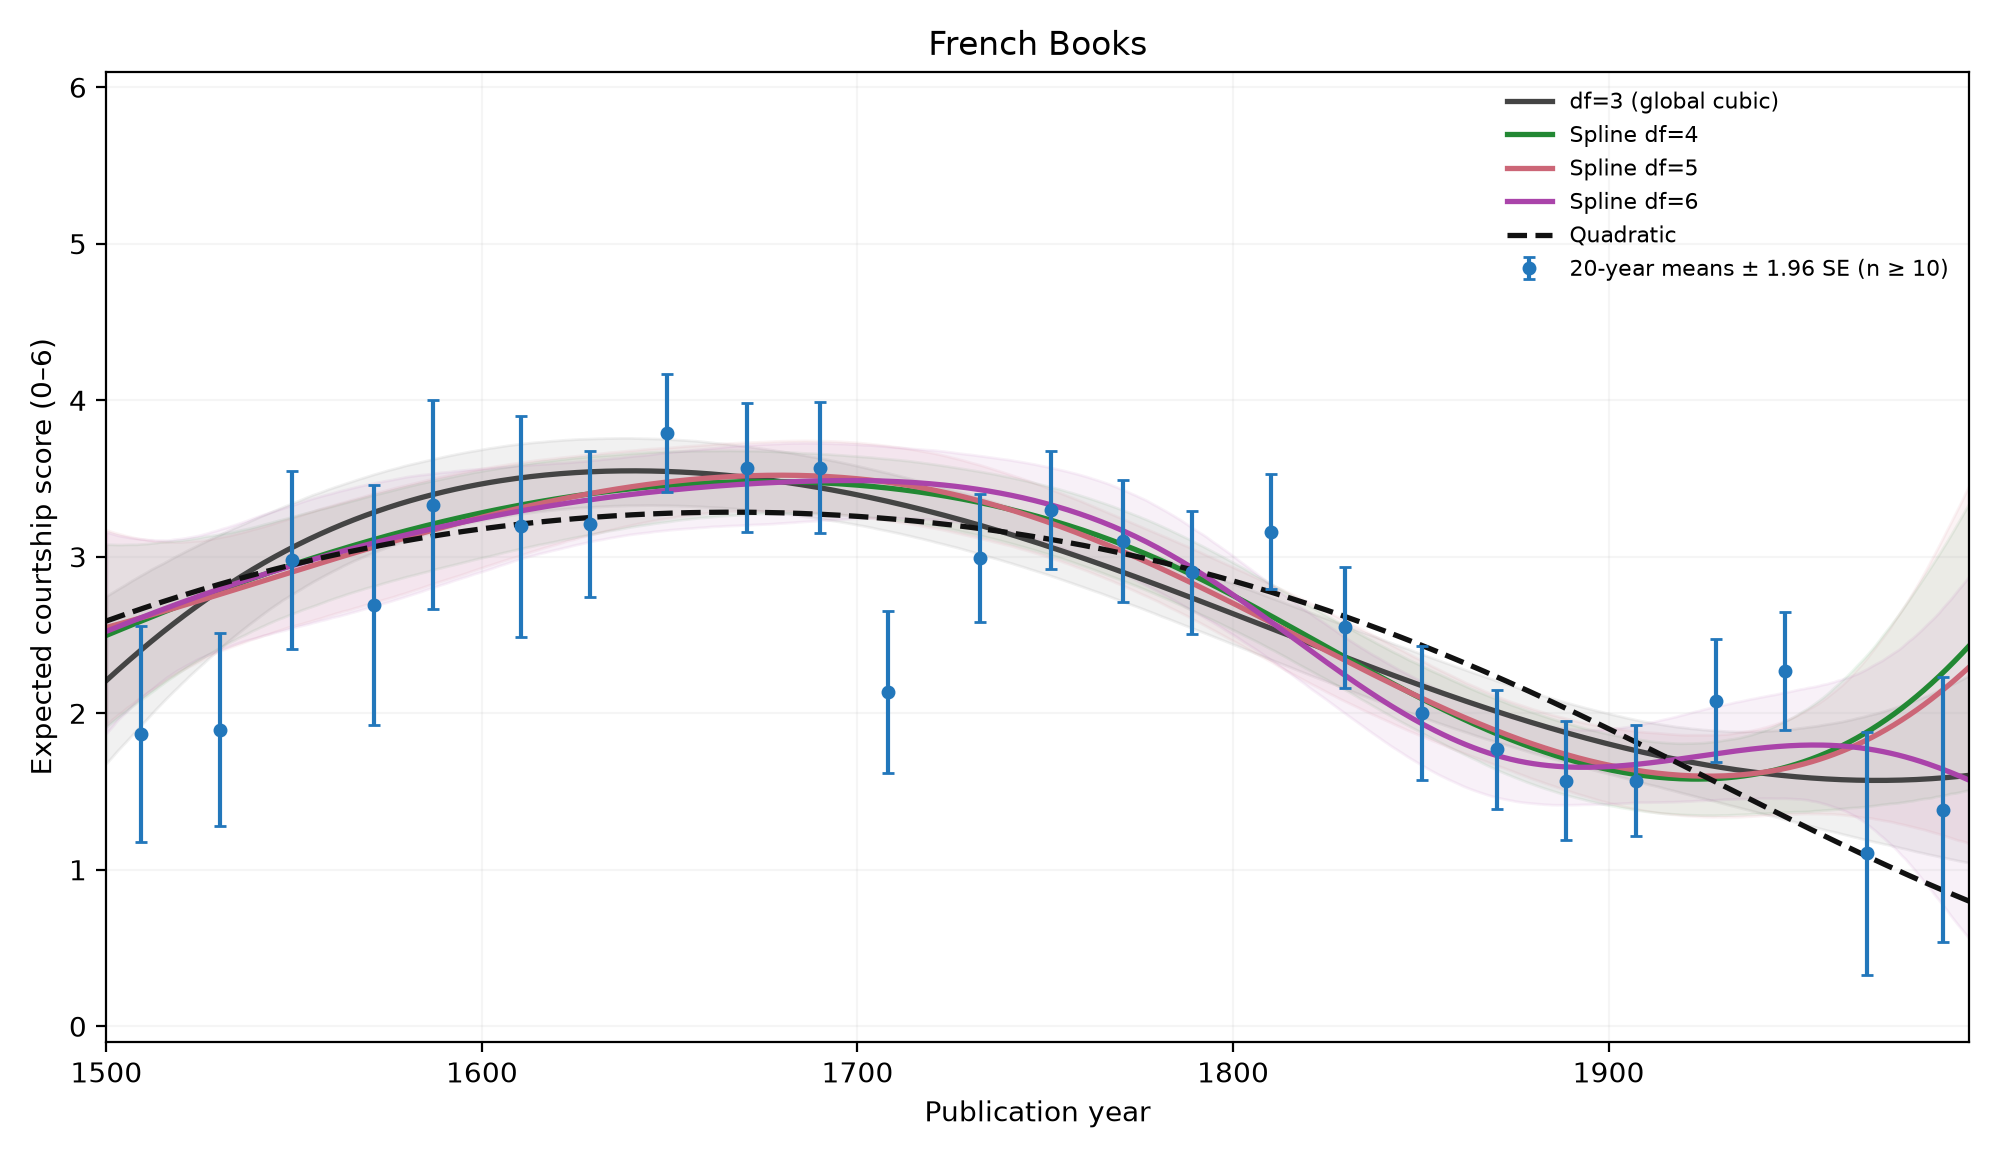 French Books
6
5
4
3
2
1
0
Expected courtship score (0–6)
df=3 (global cubic)
Spline df=4
Spline df=5
Spline df=6
Quadratic
20-year means ± 1.96 SE (n ≥ 10)
1500 1600 1700 1800 1900
Publication year